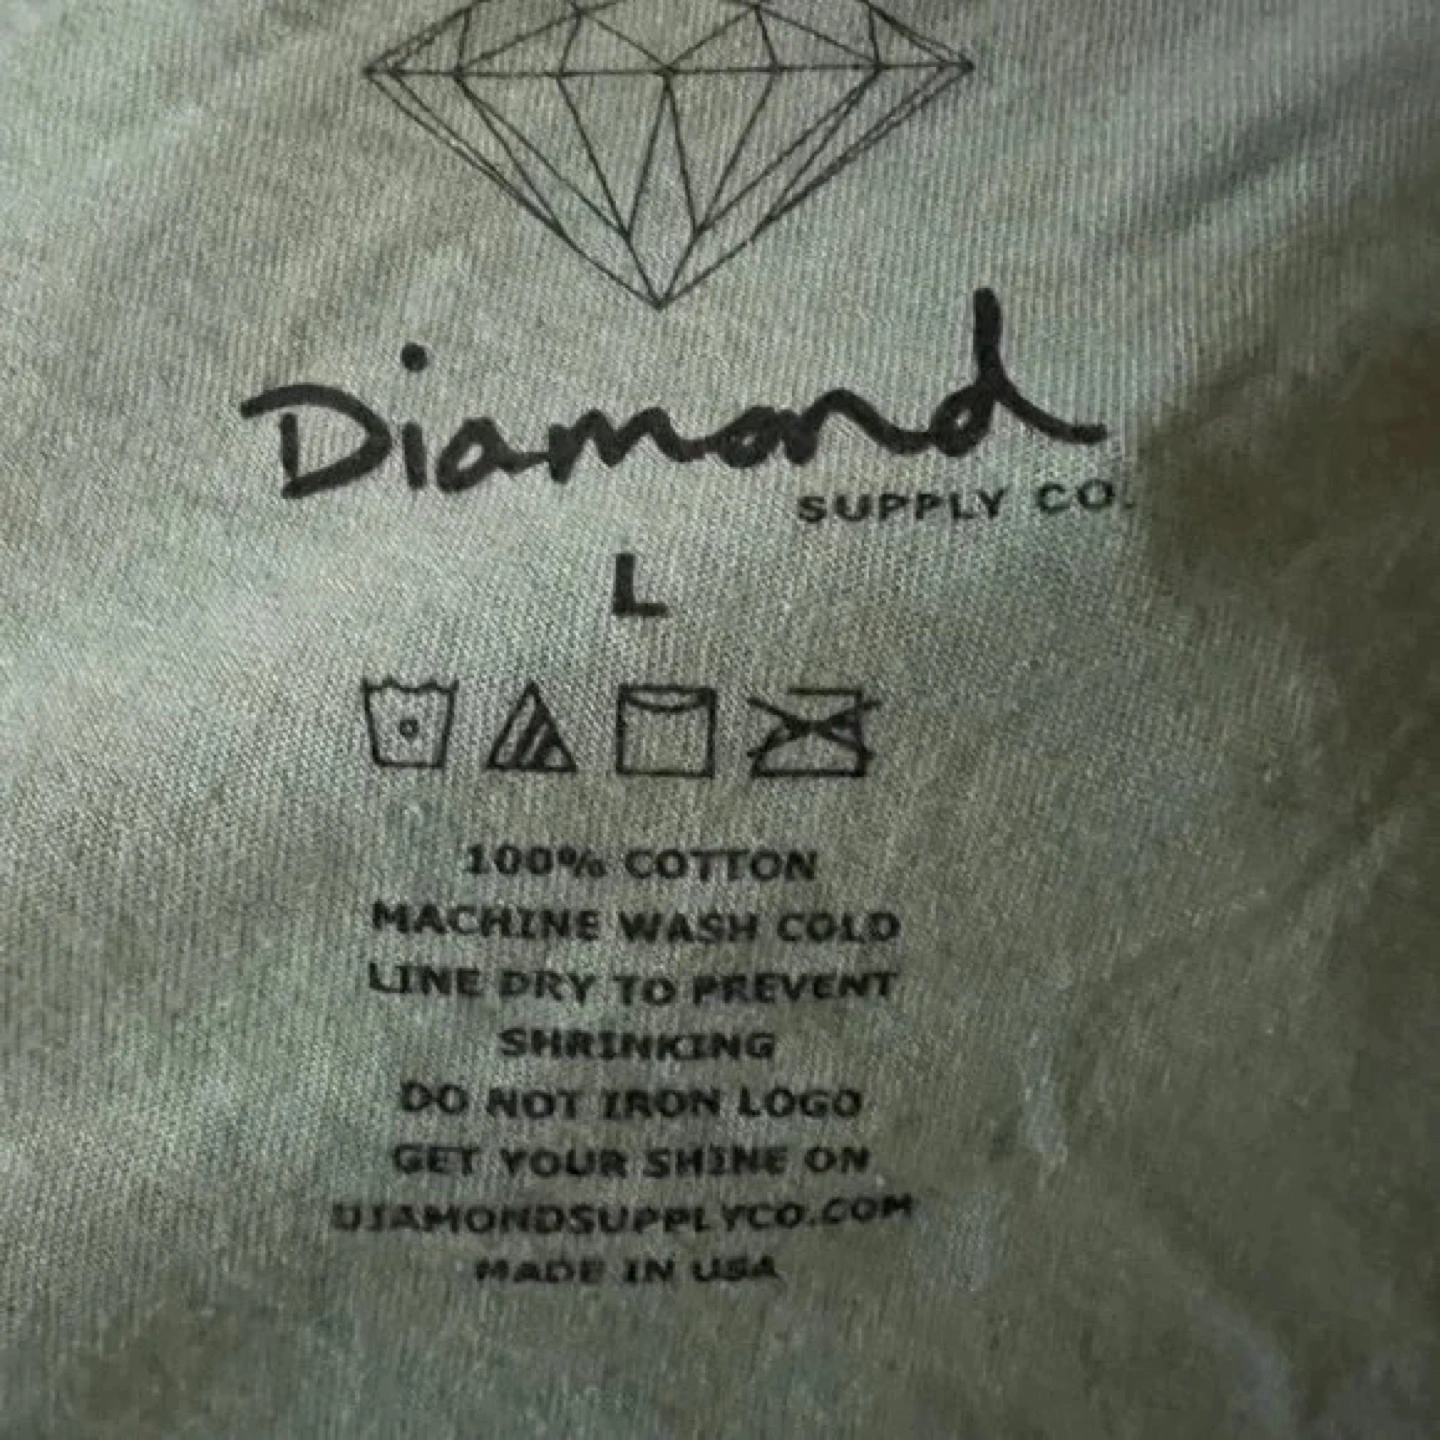 Diamond
SUPPLY CO.
L
100% COTTON
MACHINE WASH COLD
LINE DRY TO PREVENT
SHRINKING
DO NOT IRON LOGO
GET YOUR SHINE ON
DIAMONDSUPPLYCO.COM
MADE IN USA